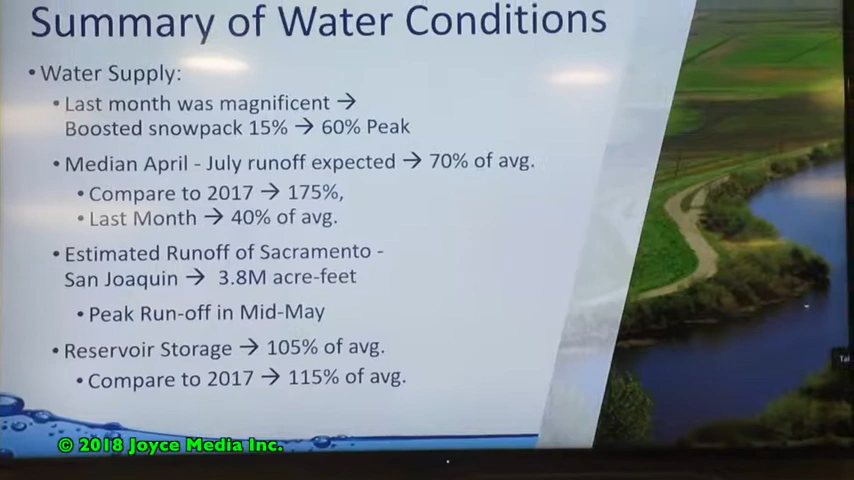 Summary of Water Conditions
• Water Supply:
• Last month was magnificent →
Boosted snowpack 15% → 60% Peak
• Median April - July runoff expected → 70% of avg.
• Compare to 2017 → 175%,
• Last Month → 40% of avg.
• Estimated Runoff of Sacramento -
San Joaquin → 3.8M acre-feet
• Peak Run-off in Mid-May
• Reservoir Storage → 105% of avg.
• Compare to 2017 → 115% of avg.
© 2018 Joyce Media Inc.